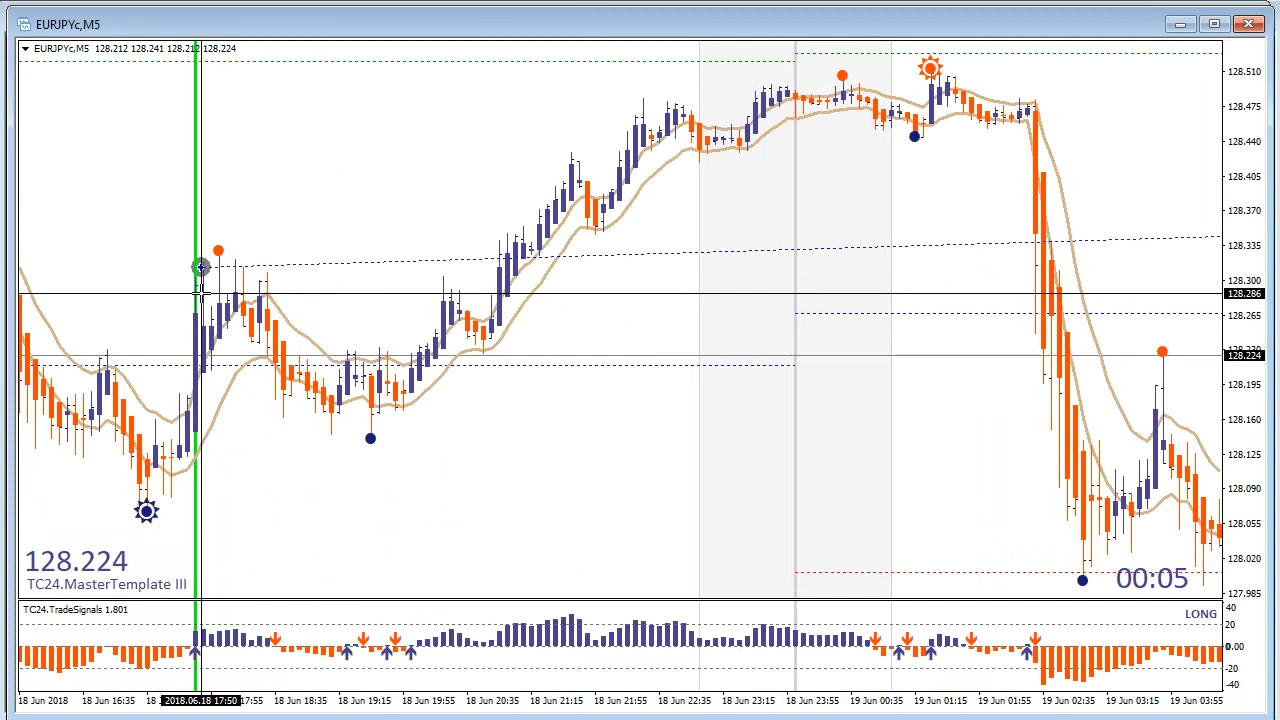 EURJPYc,M5
EURJPYc,M5 128.212 128.241 128.212 128.224
128.510
128.475
128.440
128.405
128.370
128.335
128.300
128.286
128.265
128.224
128.195
128.160
128.125
128.090
128.055
128.020
127.985
128.224
TC24.MasterTemplate III
00:05
TC24.TradeSignals 1.801
LONG
40
20
0.00
-20
-40
18 Jun 2018
18 Jun 16:35
2018.06.18 17:50
17:55
18 Jun 18:35
18 Jun 19:15
18 Jun 19:55
18 Jun 20:35
18 Jun 21:15
18 Jun 21:55
18 Jun 22:35
18 Jun 23:15
18 Jun 23:55
19 Jun 00:35
19 Jun 01:15
19 Jun 01:55
19 Jun 02:35
19 Jun 03:15
19 Jun 03:55